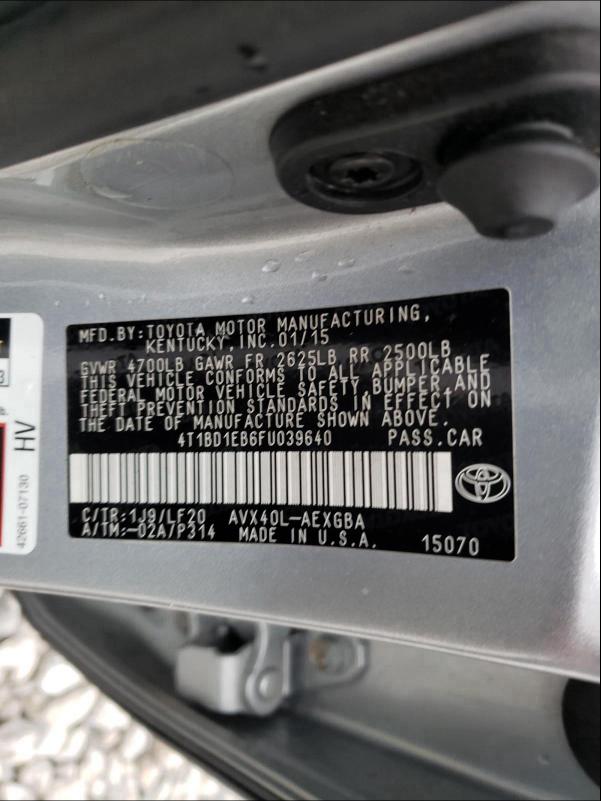 MFD.BY:TOYOTA MOTOR MANUFACTURING,
KENTUCKY, INC.01/15
GVWR 4700LB GAWR FR 2625LB RR 2500LB
THIS VEHICLE CONFORMS TO ALL APPLICABLE
FEDERAL MOTOR VEHICLE SAFETY, BUMPER, AND
THEFT PREVENTION STANDARDS IN EFFECT ON
THE DATE OF MANUFACTURE SHOWN ABOVE.
4T1BD1EB6FU039640 PASS.CAR
C/TR:1J9/LF20 AVX40L-AEXGBA
A/TM:-02A/P314 MADE IN U.S.A. 15070
HV
42661-07130